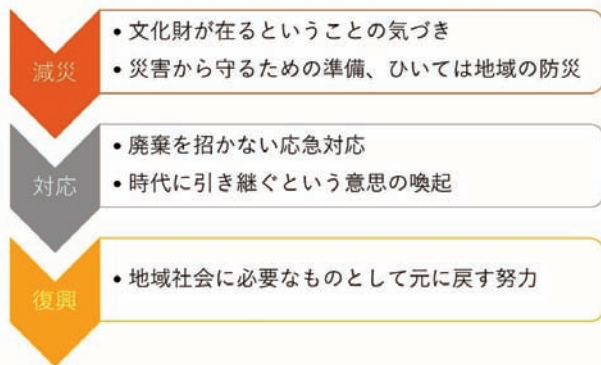 減災
• 文化財が在るということの気づき
• 災害から守るための準備、ひいては地域の防災
対応
• 廃棄を招かない応急対応
• 時代に引き継ぐという意思の喚起
復興
• 地域社会に必要なものとして元に戻す努力